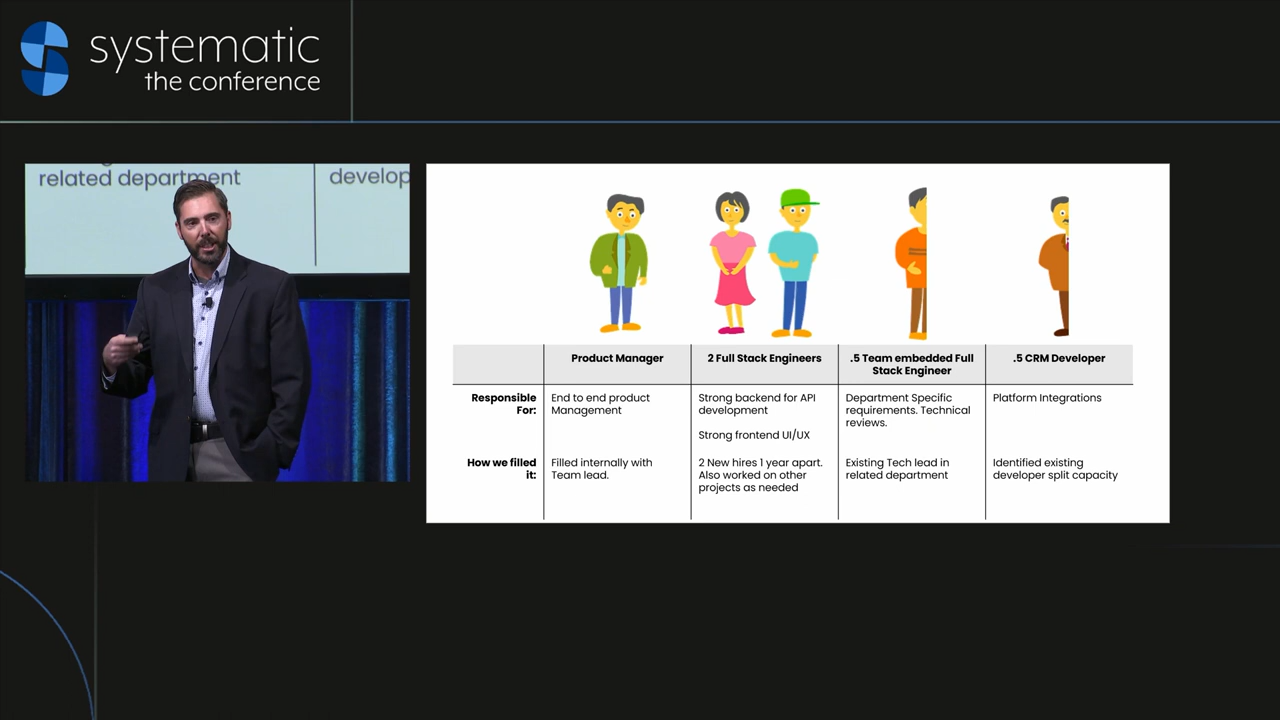 systematic
the conference
related department
develop
Product Manager
2 Full Stack Engineers
.5 Team embedded Full
Stack Engineer
.5 CRM Developer
Responsible
For:
End to end product
Management
Strong backend for API
development
Strong frontend UI/UX
Department Specific
requirements. Technical
reviews.
Platform Integrations
How we filled
it:
Filled internally with
Team lead.
2 New hires 1 year apart.
Also worked on other
projects as needed
Existing Tech lead in
related department
Identified existing
developer split capacity